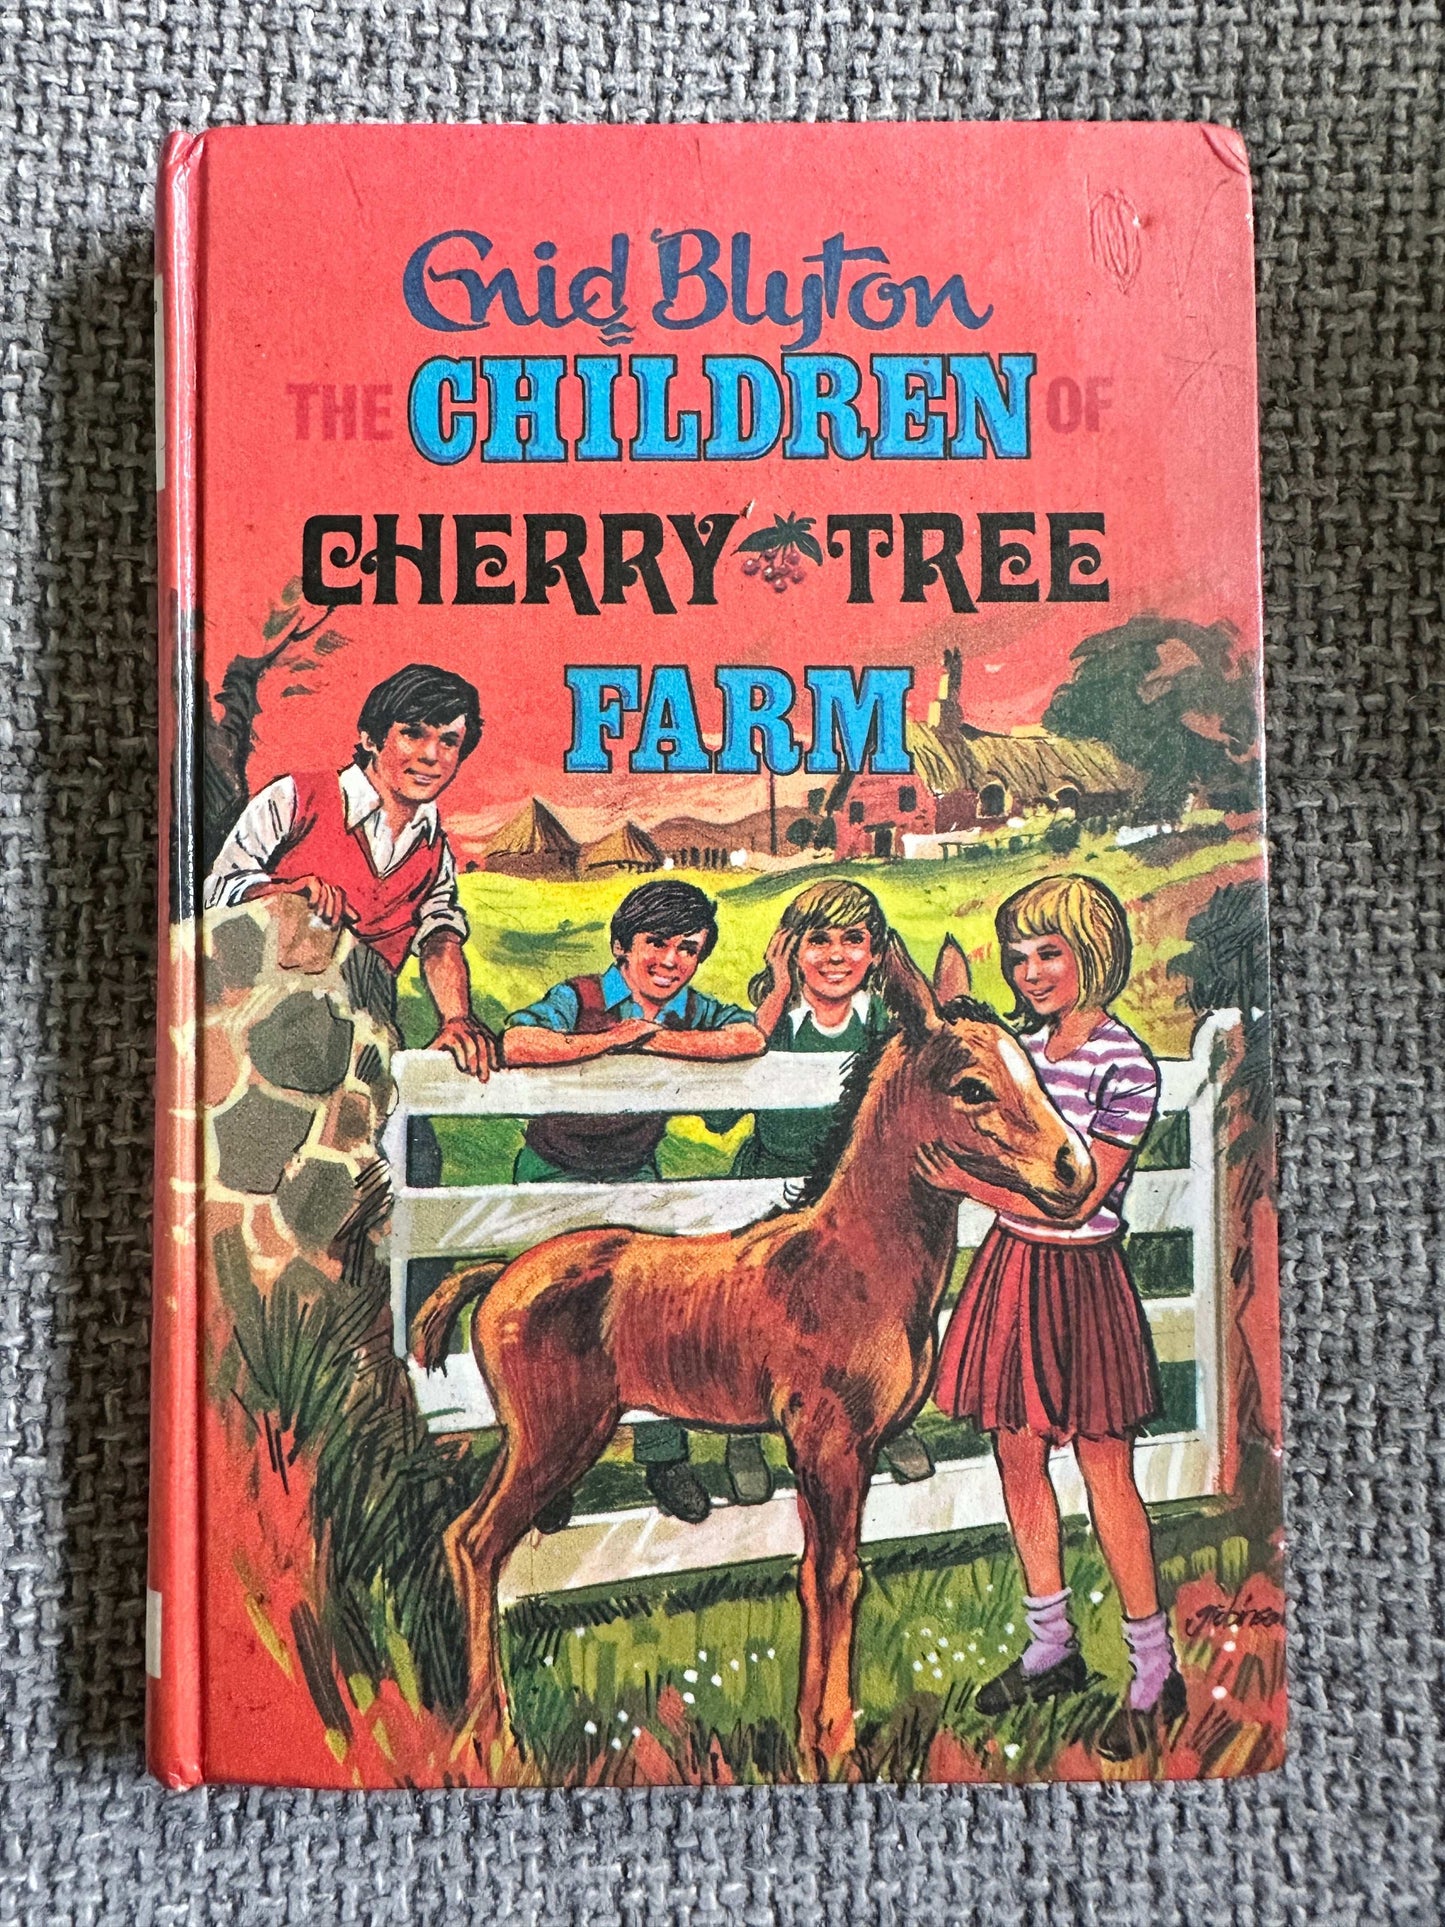 Enid Blyton
THE CHILDREN OF
CHERRY TREE
FARM